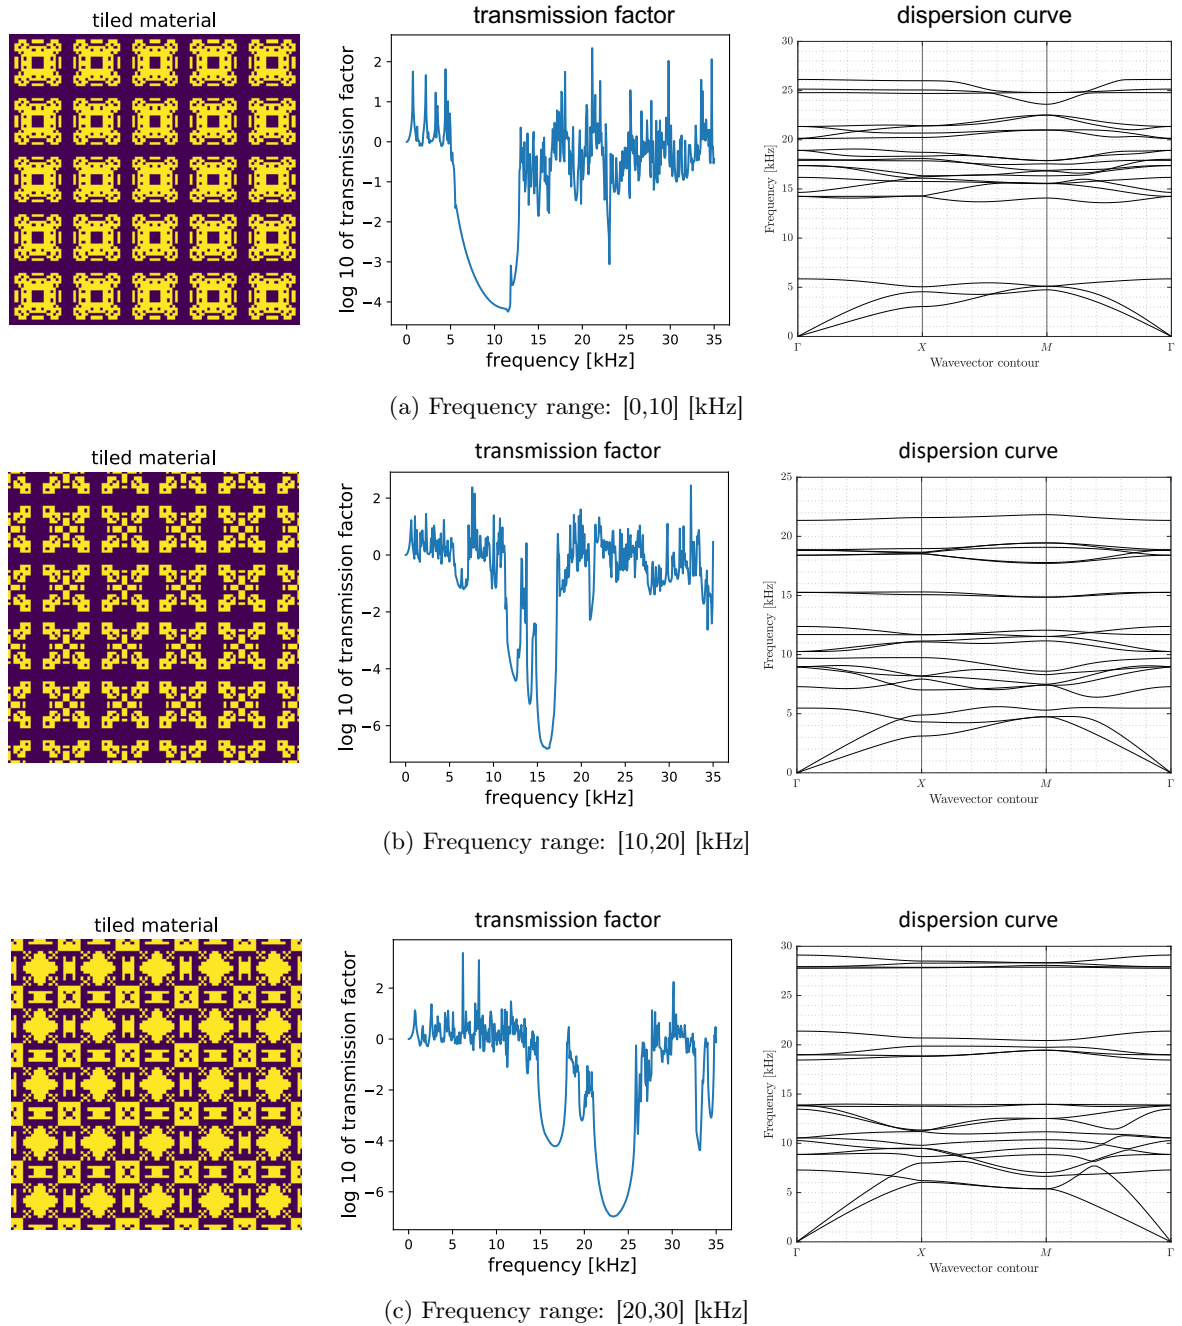 tiled material
transmission factor
dispersion curve
log 10 of transmission factor
2
1
0
−1
−2
−3
−4
0 5 10 15 20 25 30 35
frequency [kHz]
Frequency [kHz]
30
25
20
15
10
5
0
Γ X M Γ
Wavevector contour
(a) Frequency range: [0,10] [kHz]
tiled material
transmission factor
dispersion curve
log 10 of transmission factor
2
0
−2
−4
−6
0 5 10 15 20 25 30 35
frequency [kHz]
Frequency [kHz]
25
20
15
10
5
0
Γ X M Γ
Wavevector contour
(b) Frequency range: [10,20] [kHz]
tiled material
transmission factor
dispersion curve
log 10 of transmission factor
2
0
−2
−4
−6
0 5 10 15 20 25 30 35
frequency [kHz]
Frequency [kHz]
30
25
20
15
10
5
0
Γ X M Γ
Wavevector contour
(c) Frequency range: [20,30] [kHz]